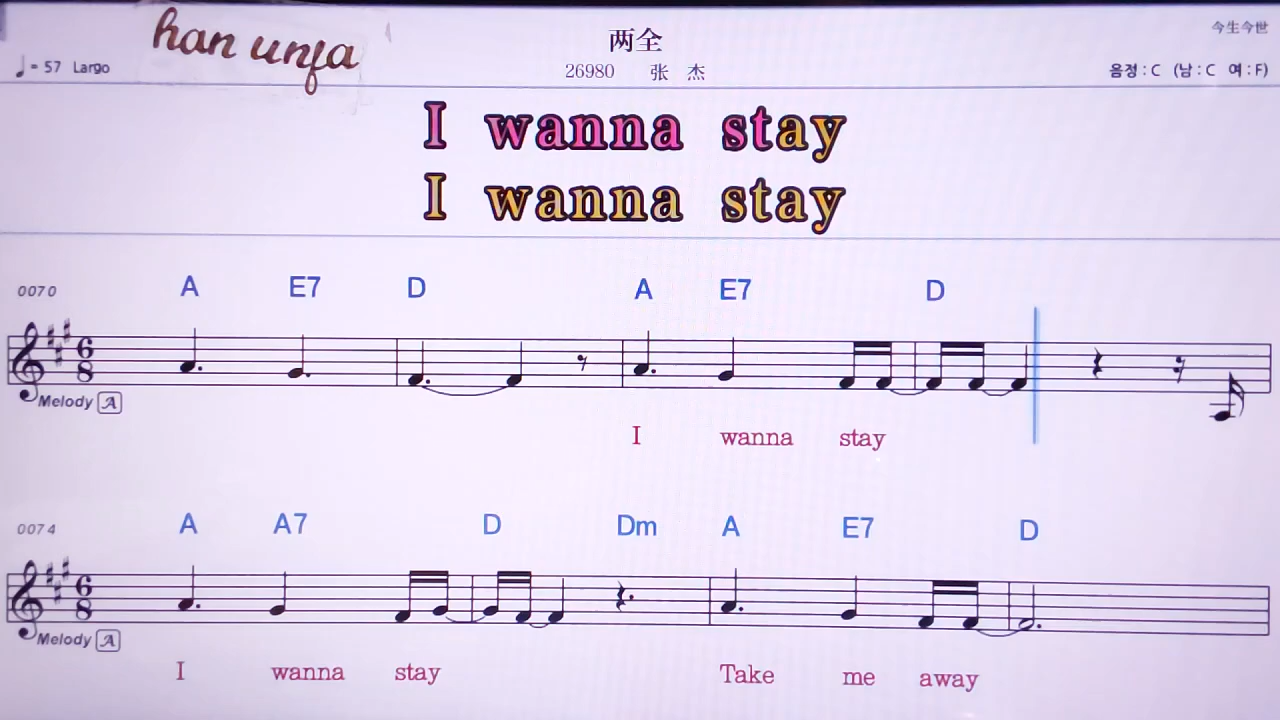 han unfa
两全
今生今世
♩= 57 Largo
26980 张 杰
음정 : C (남 : C 여 : F)
I wanna stay
I wanna stay
0070 A E7 D A E7 D
6 8
Melody A
I wanna stay
0074 A A7 D Dm A E7 D
6 8
Melody A
I wanna stay Take me away